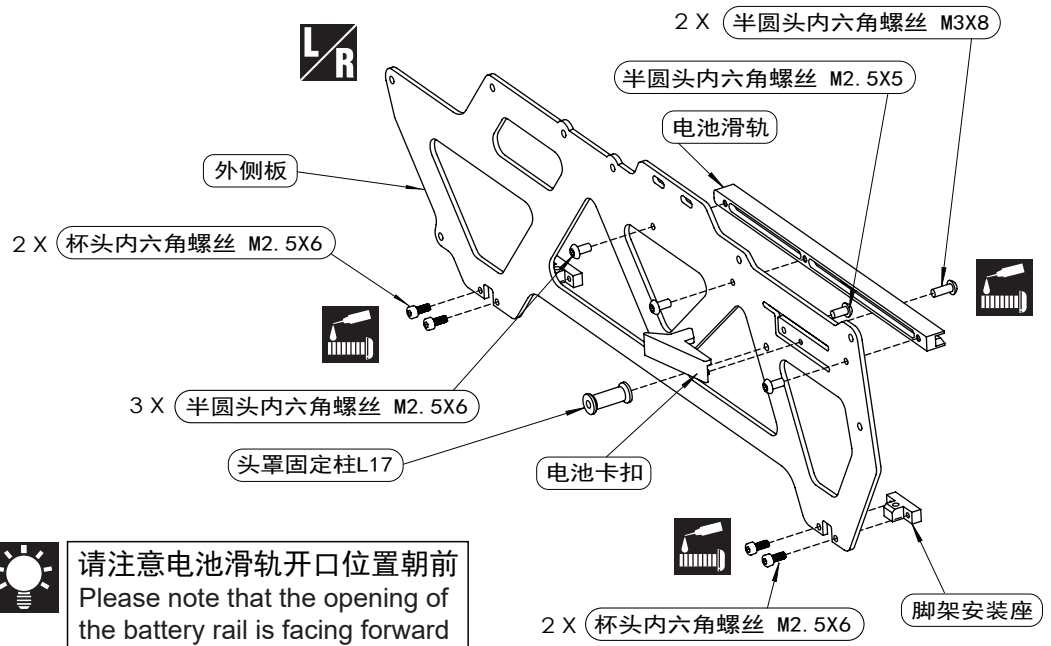 2 X 半圆头内六角螺丝 M3X8
L/R
半圆头内六角螺丝 M2.5X5
电池滑轨
外侧板
2 X 杯头内六角螺丝 M2.5X6
3 X 半圆头内六角螺丝 M2.5X6
头罩固定柱L17
电池卡扣
请注意电池滑轨开口位置朝前
Please note that the opening of
the battery rail is facing forward
脚架安装座
2 X 杯头内六角螺丝 M2.5X6